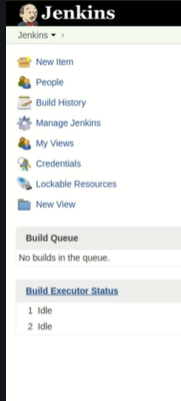 Jenkins
Jenkins
New Item
People
Build History
Manage Jenkins
My Views
Credentials
Lockable Resources
New View
Build Queue
No builds in the queue.
Build Executor Status
1 Idle
2 Idle